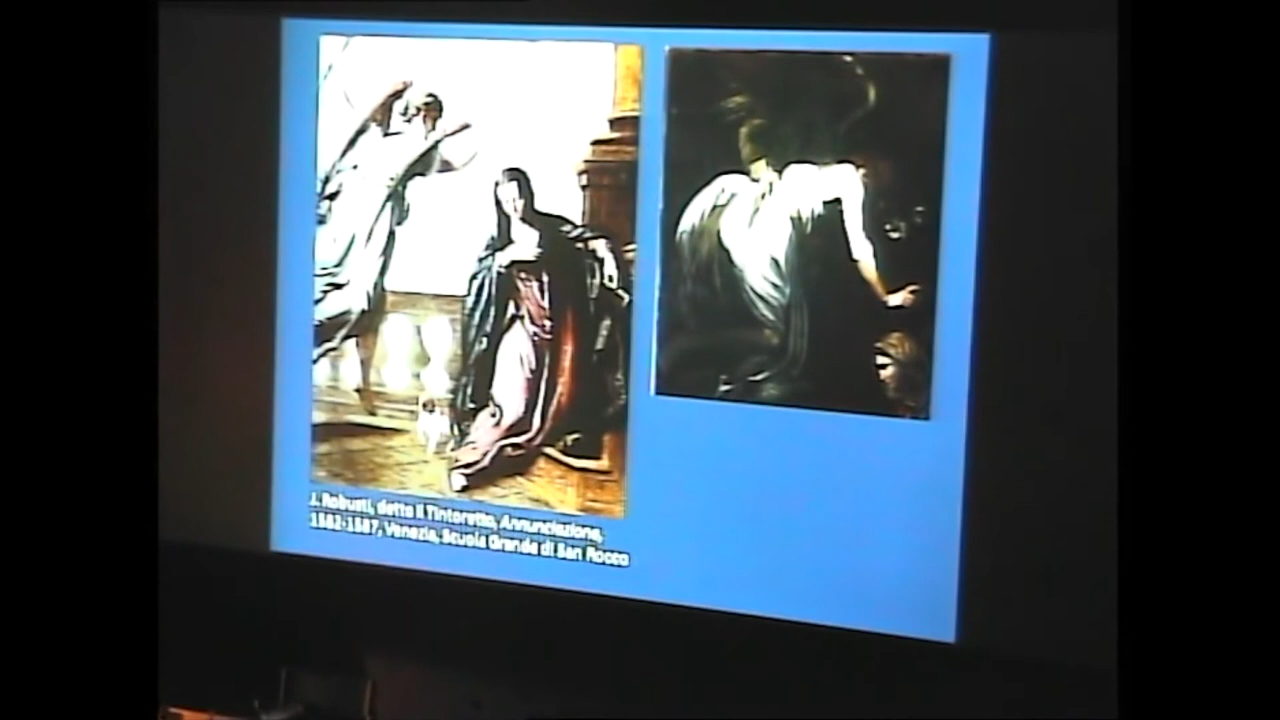 J. Robusti, detto il Tintoretto, Annunciazione,
1582-1587, Venezia, Scuola Grande di San Rocco